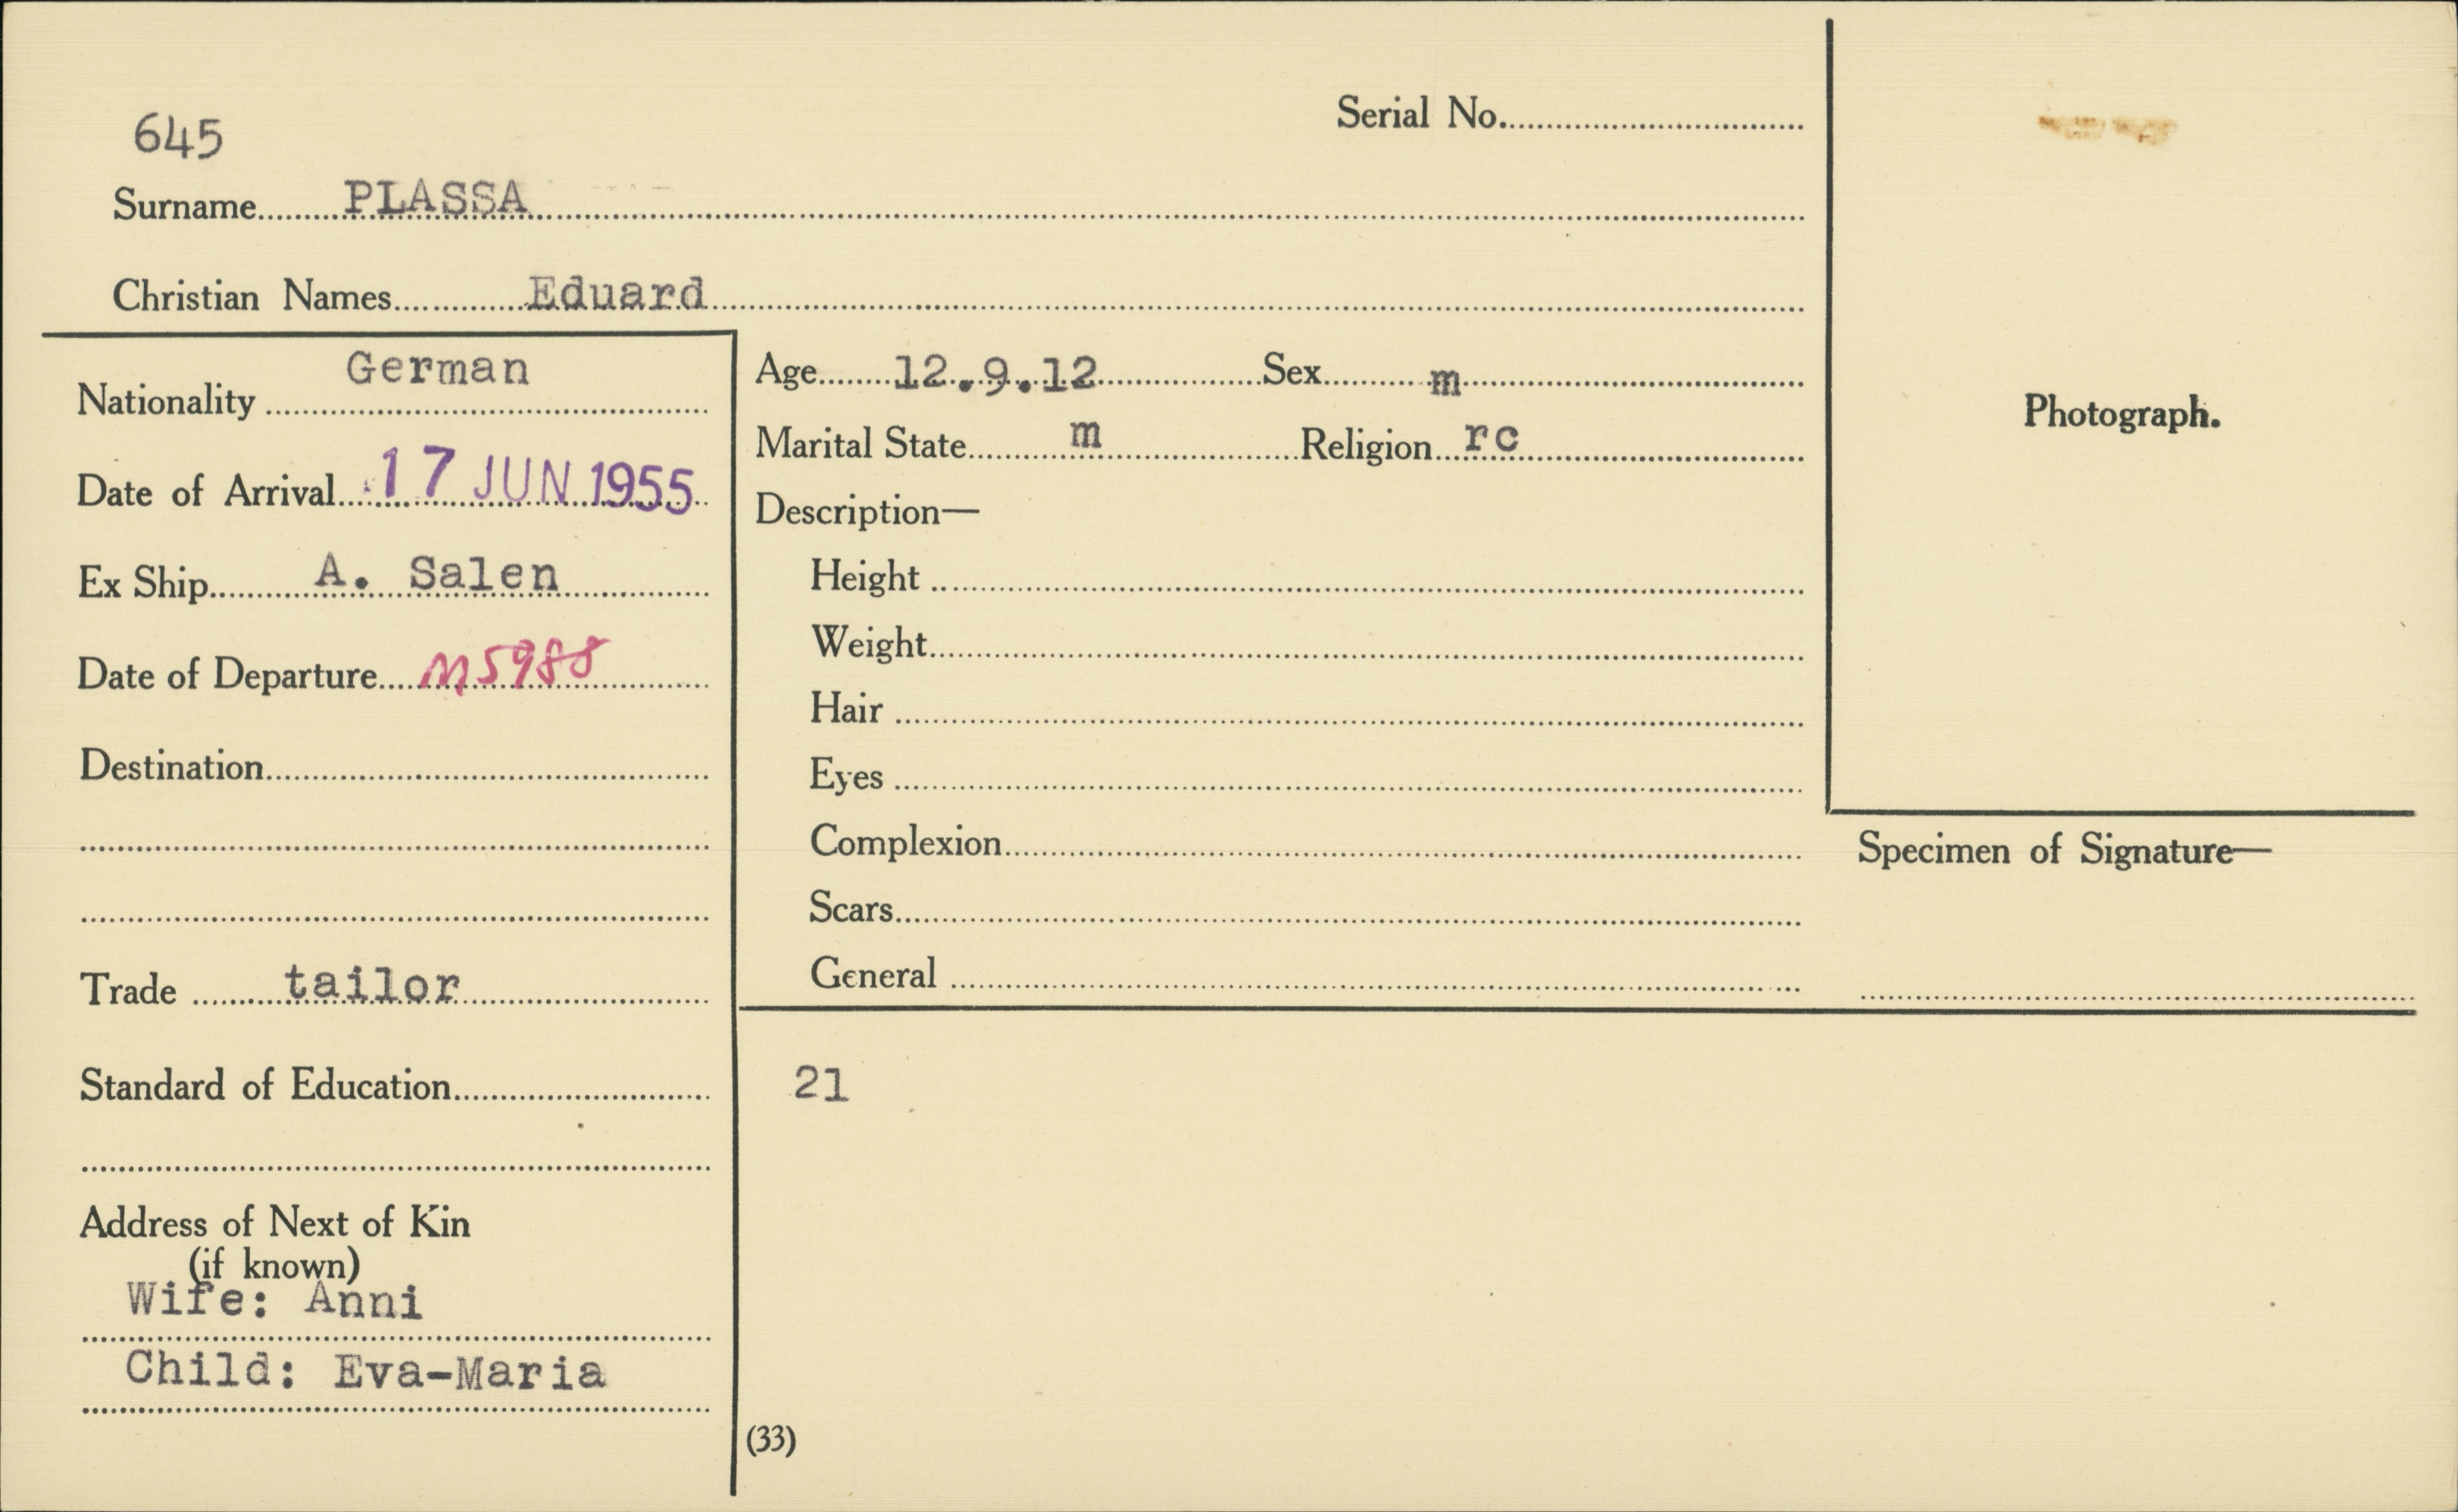 645
Serial No.
Surname PLASSA
Christian Names Eduard
Nationality German
Date of Arrival 17 JUN 1955
Ex Ship A. Salen
Date of Departure M5988
Destination
Trade tailor
Standard of Education
Address of Next of Kin
(if known)
Wife: Anni
Child: Eva-Maria
Age 12.9.12 Sex m
Marital State m Religion rc
Description—
Height
Weight
Hair
Eyes
Complexion
Scars
General
Photograph.
Specimen of Signature—
21
(33)